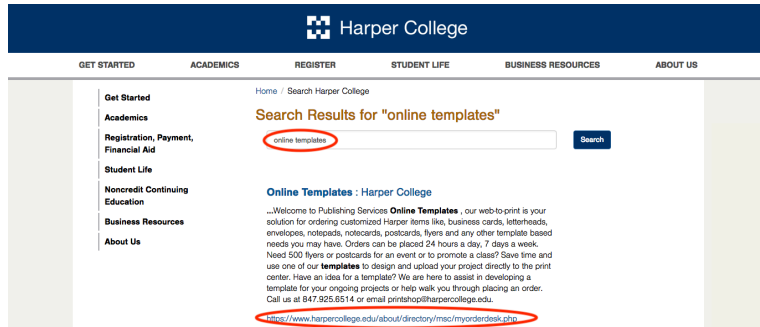 Harper College
GET STARTED ACADEMICS REGISTER STUDENT LIFE BUSINESS RESOURCES ABOUT US
Get Started
Academics
Registration, Payment,
Financial Aid
Student Life
Noncredit Continuing
Education
Business Resources
About Us
Home / Search Harper College
Search Results for "online templates"
online templates
Search
Online Templates : Harper College
...Welcome to Publishing Services Online Templates , our web-to-print is your
solution for ordering customized Harper items like, business cards, letterheads,
envelopes, notepads, notecards, postcards, flyers and any other template based
needs you may have. Orders can be placed 24 hours a day, 7 days a week.
Need 500 flyers or postcards for an event or to promote a class? Save time and
use one of our templates to design and upload your project directly to the print
center. Have an idea for a template? We are here to assist in developing a
template for your ongoing projects or help walk you through placing an order.
Call us at 847.925.6514 or email printshop@harpercollege.edu.
https://www.harpercollege.edu/about/directory/msc/myorderdesk.php